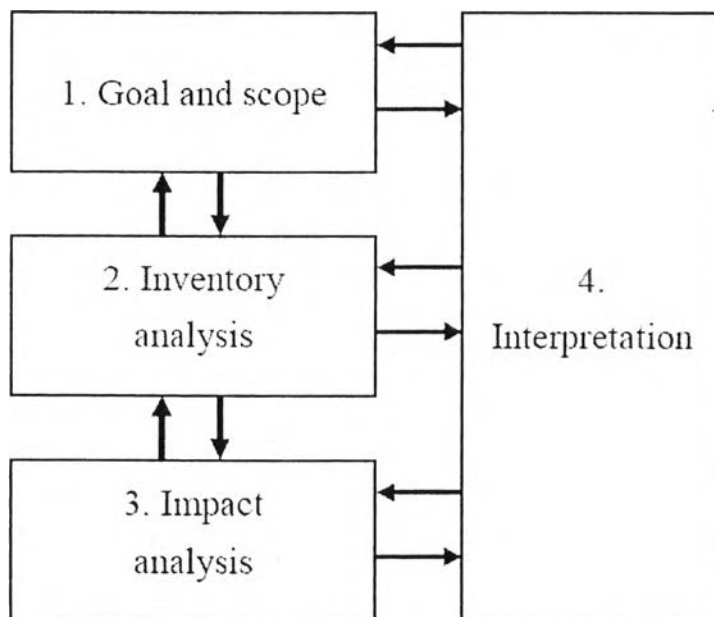 1. Goal and scope
2. Inventory
analysis
3. Impact
analysis
4.
Interpretation